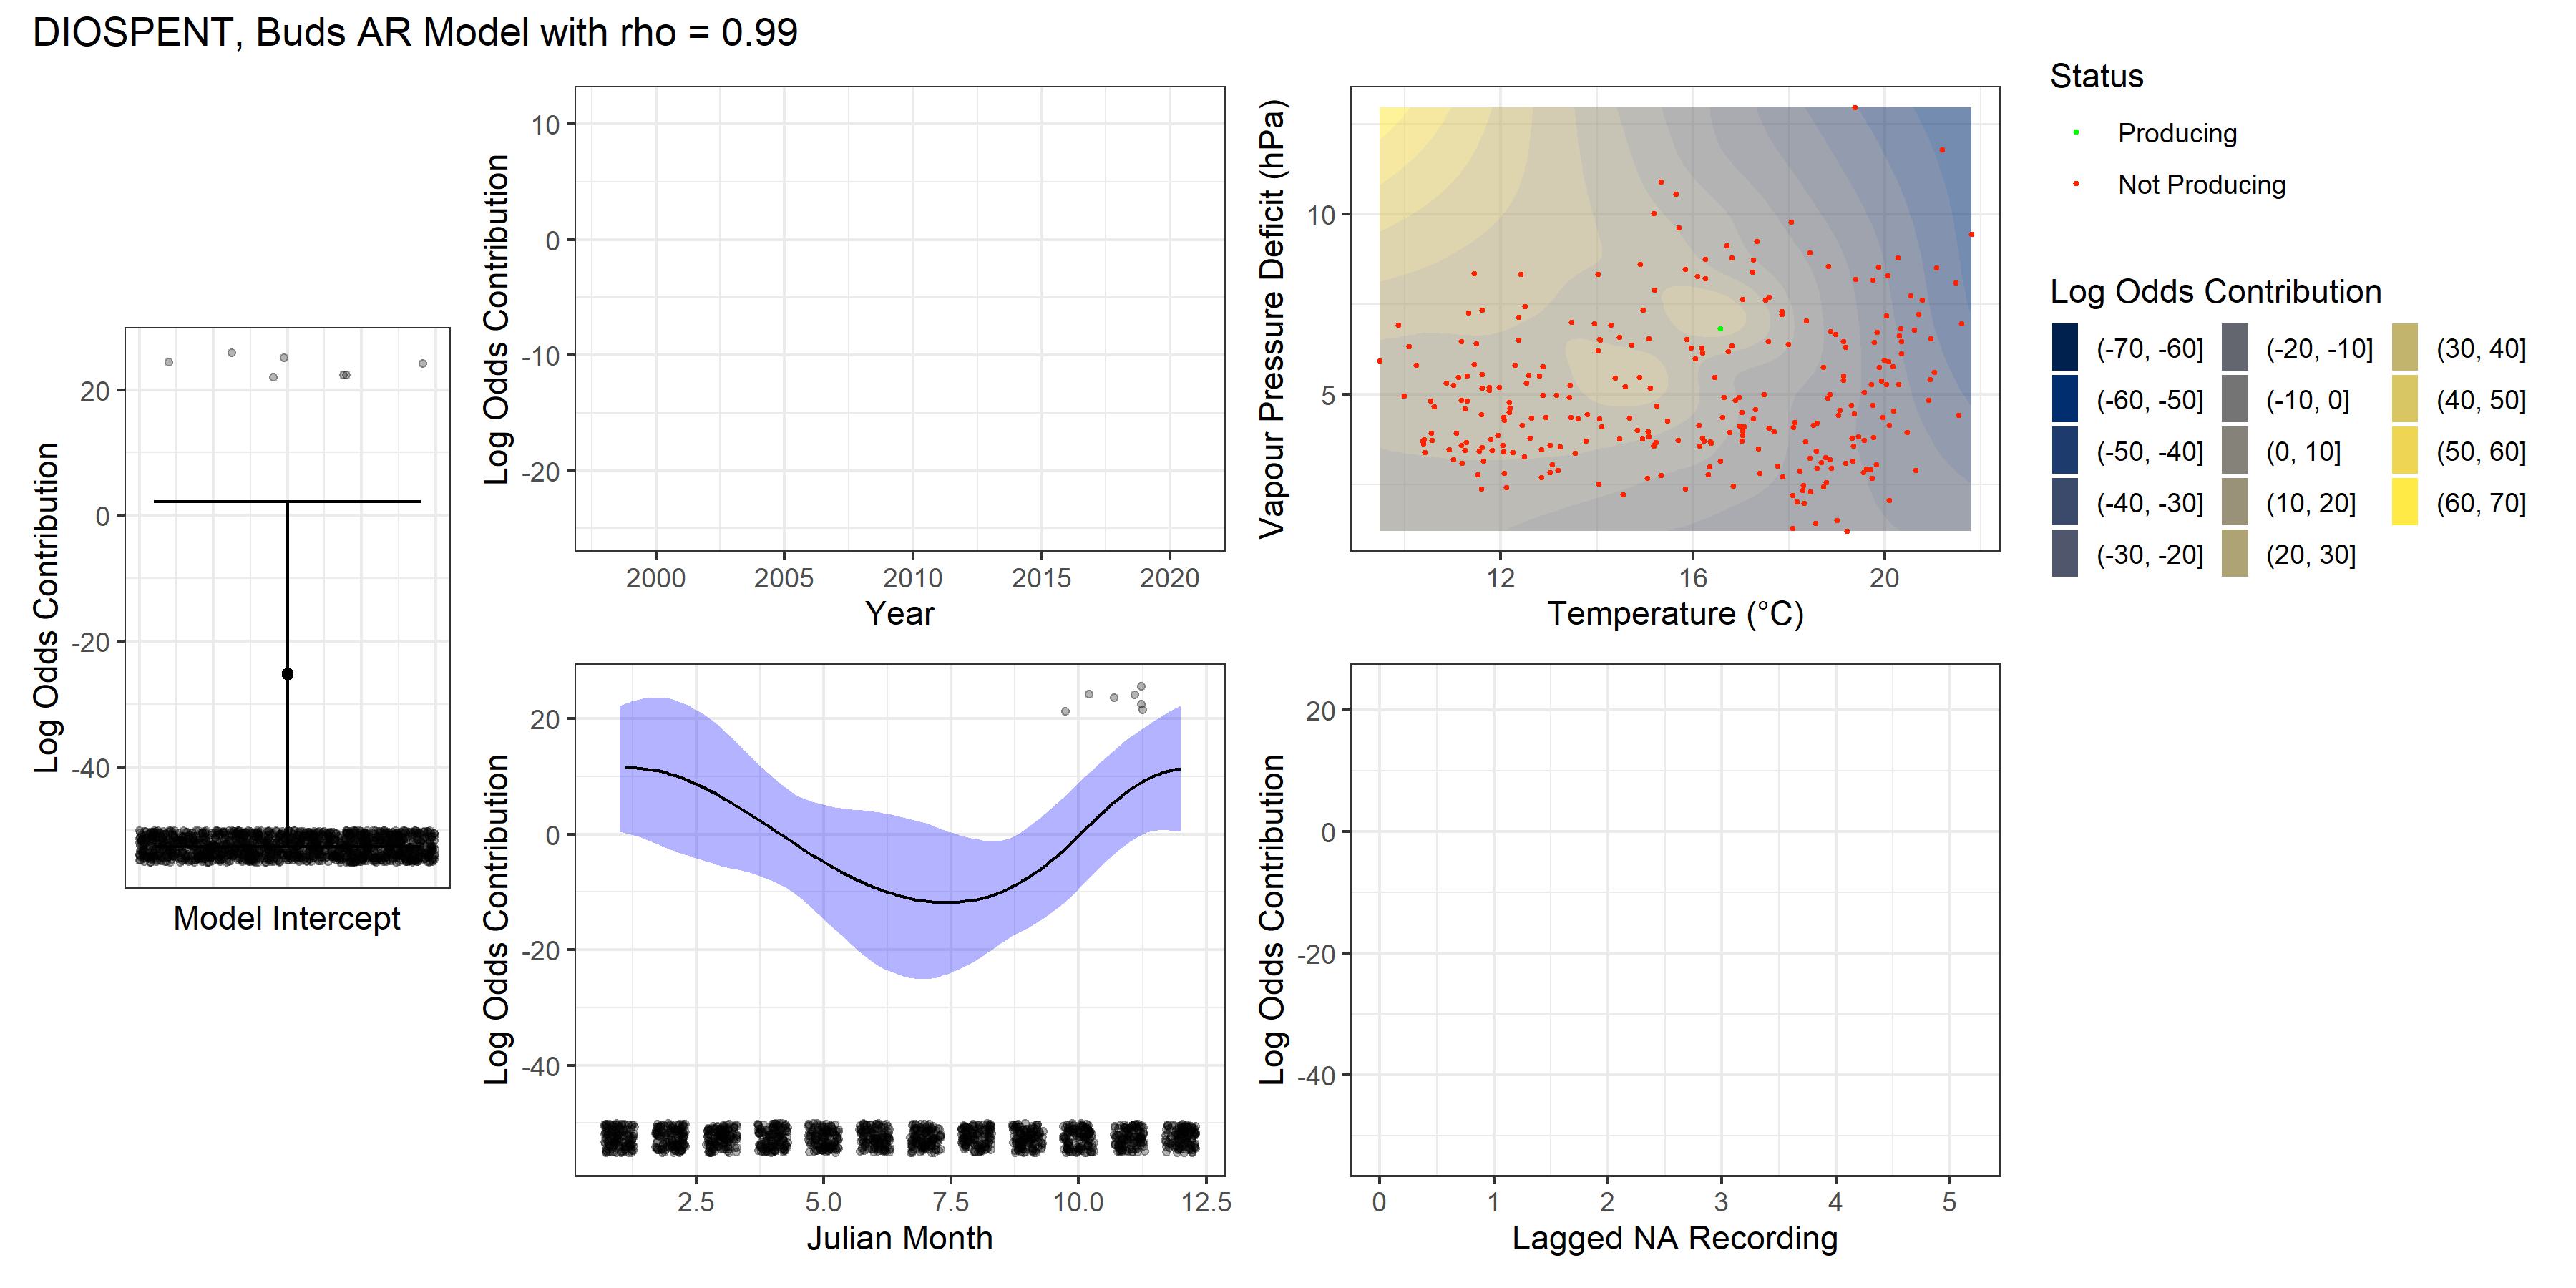 DIOSPENT, Buds AR Model with rho = 0.99
Log Odds Contribution
20
0
-20
-40
Model Intercept
Log Odds Contribution
10
0
-10
-20
2000 2005 2010 2015 2020
Year
Vapour Pressure Deficit (hPa)
10
5
12 16 20
Temperature (°C)
Status
Producing
Not Producing
Log Odds Contribution
(-70, -60] (-20, -10] (30, 40]
(-60, -50] (-10, 0] (40, 50]
(-50, -40] (0, 10] (50, 60]
(-40, -30] (10, 20] (60, 70]
(-30, -20] (20, 30]
Log Odds Contribution
20
0
-20
-40
2.5 5.0 7.5 10.0 12.5
Julian Month
Log Odds Contribution
20
0
-20
-40
0 1 2 3 4 5
Lagged NA Recording